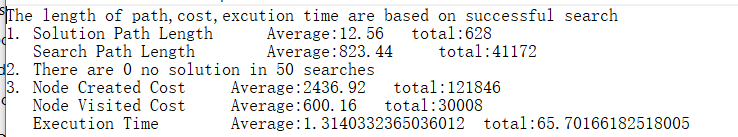 The length of path,cost,excution time are based on successful search
1. Solution Path Length Average:12.56 total:628
Search Path Length Average:823.44 total:41172
2. There are 0 no solution in 50 searches
3. Node Created Cost Average:2436.92 total:121846
Node Visited Cost Average:600.16 total:30008
Execution Time Average:1.3140332365036012 total:65.70166182518005